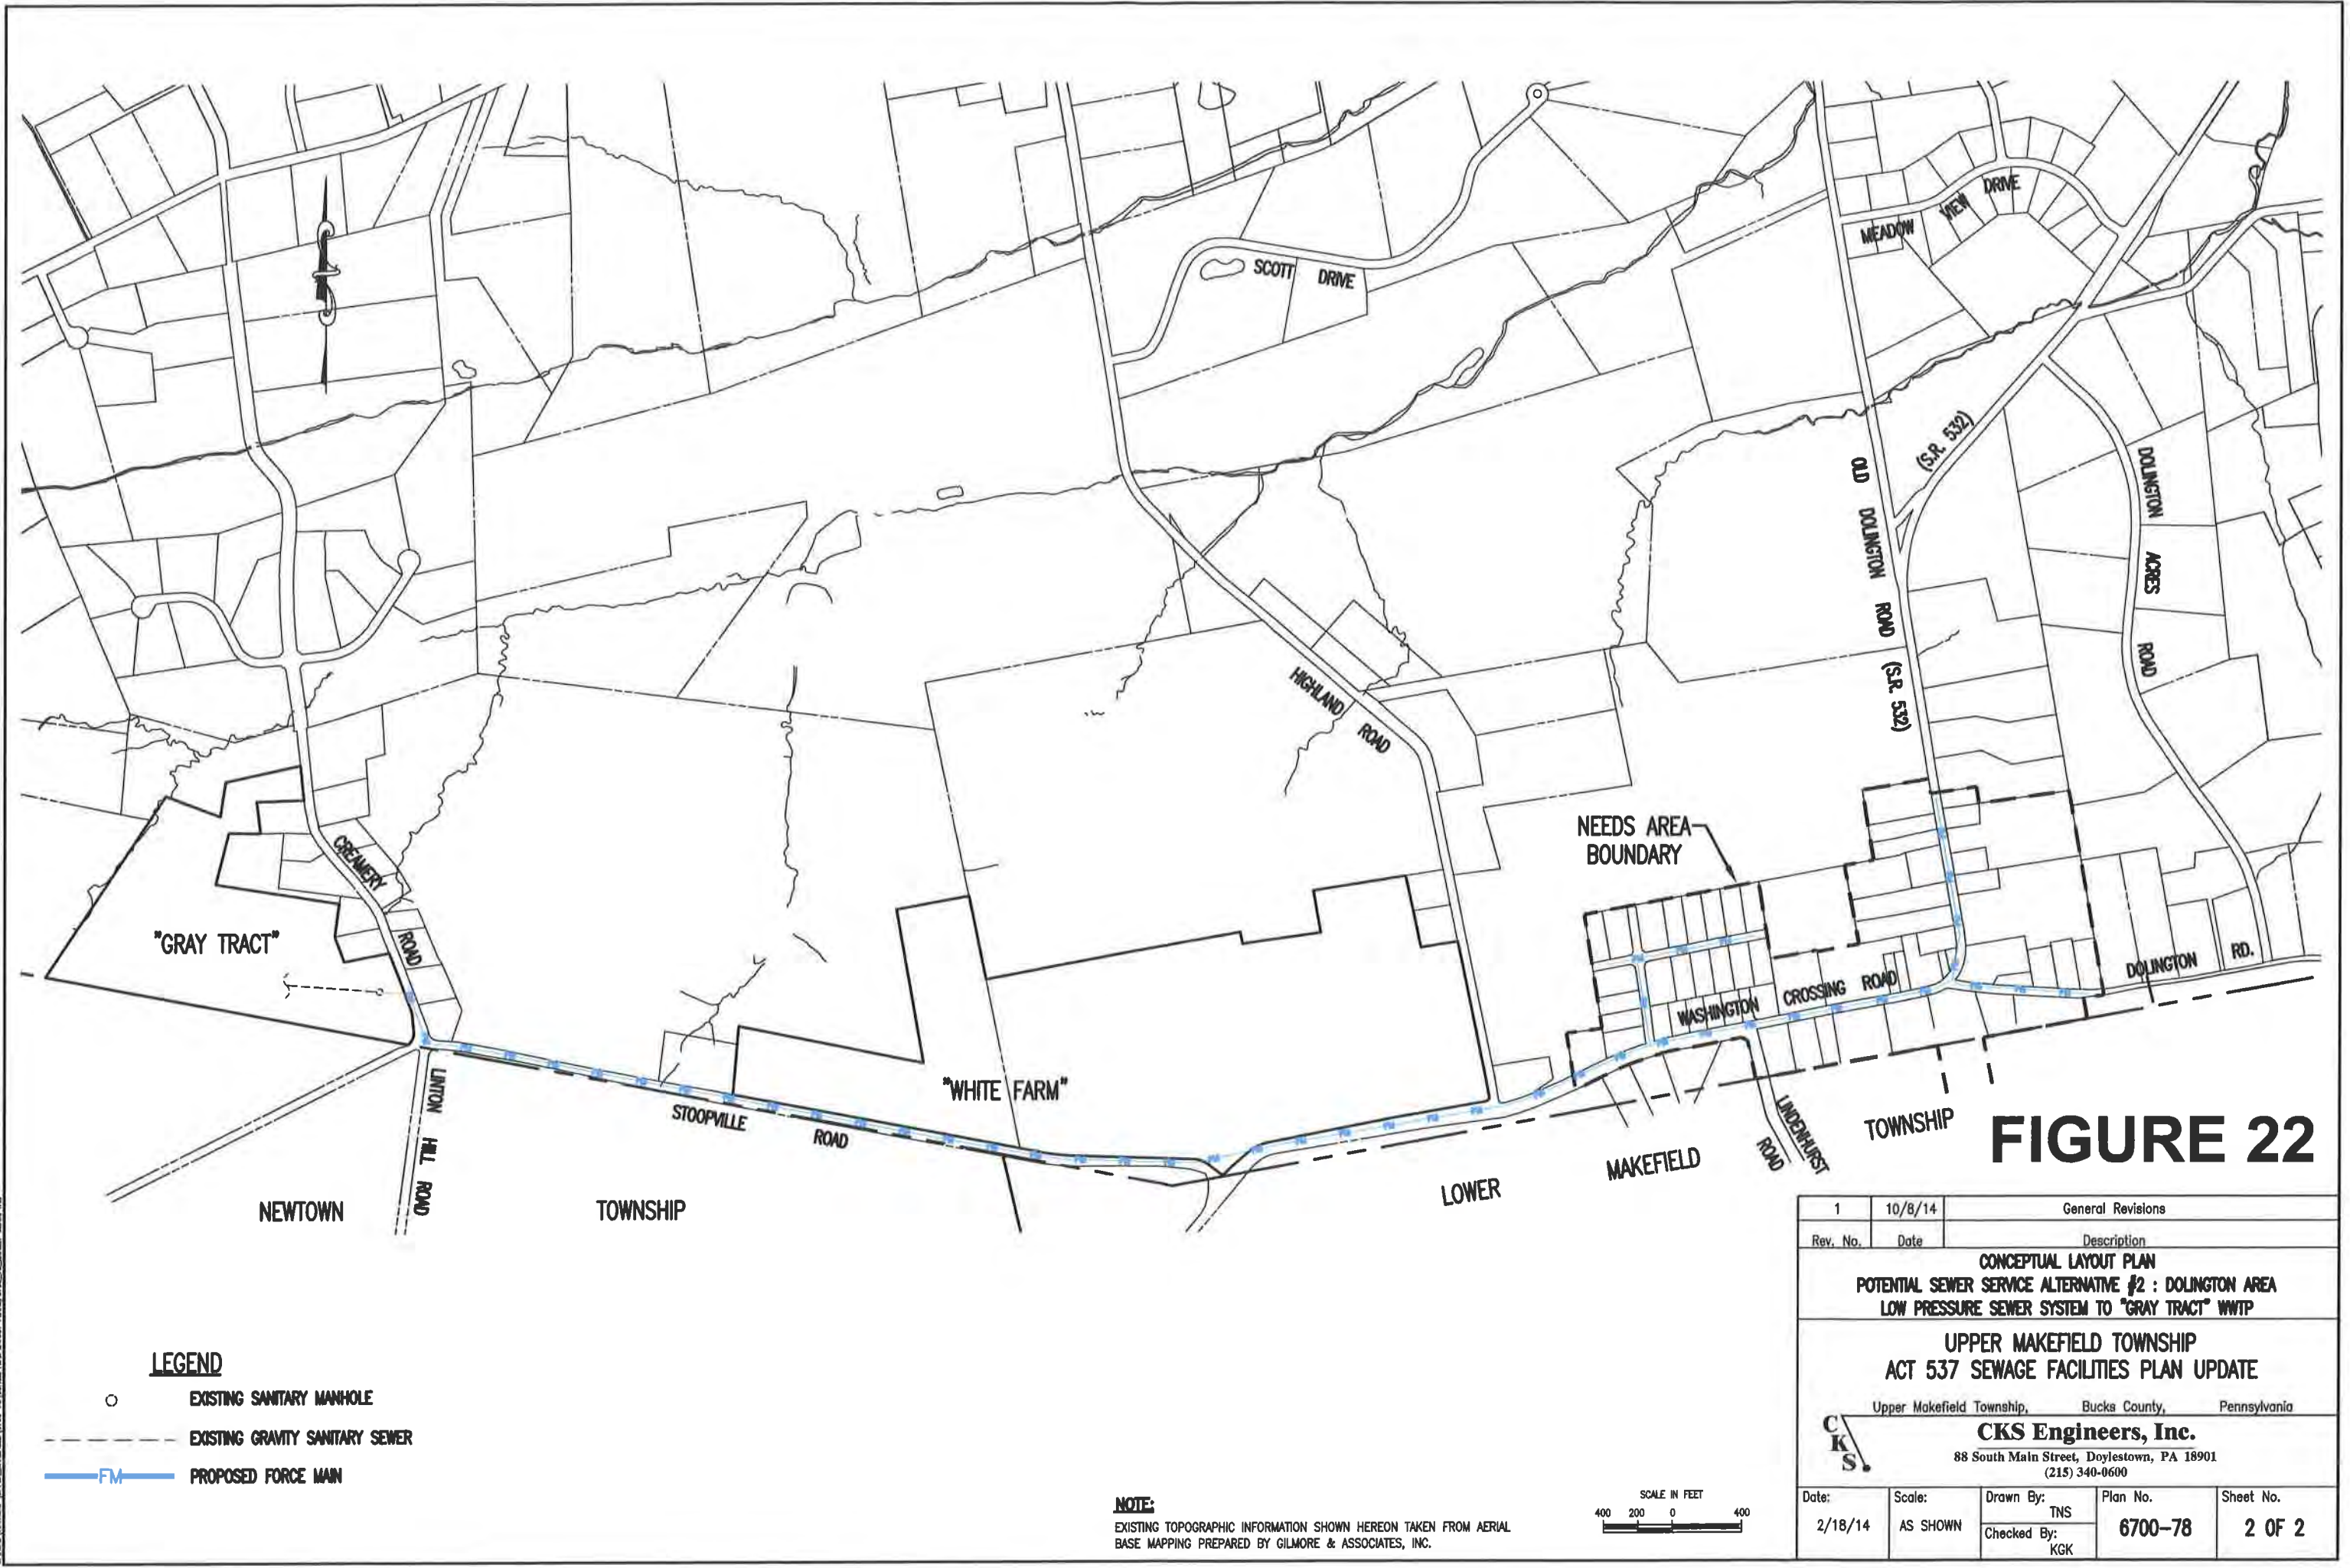 SCOTT DRIVE
MEADOW VIEW DRIVE
(S.R. 532)
OLD DOLINGTON ROAD (S.R. 532)
DOLINGTON ACRES ROAD
HIGHLAND ROAD
CREAMERY ROAD
"GRAY TRACT"
NEEDS AREA
BOUNDARY
WASHINGTON CROSSING ROAD
DOLINGTON RD.
"WHITE FARM"
STOOPVILLE ROAD
LINTON HILL ROAD
LINDENHURST ROAD
NEWTOWN TOWNSHIP
LOWER MAKEFIELD TOWNSHIP
FIGURE 22
LEGEND
EXISTING SANITARY MANHOLE
EXISTING GRAVITY SANITARY SEWER
FM PROPOSED FORCE MAIN
NOTE:
EXISTING TOPOGRAPHIC INFORMATION SHOWN HEREON TAKEN FROM AERIAL
BASE MAPPING PREPARED BY GILMORE & ASSOCIATES, INC.
SCALE IN FEET
400 200 0 400
1 10/8/14 General Revisions
Rev. No. Date Description
CONCEPTUAL LAYOUT PLAN
POTENTIAL SEWER SERVICE ALTERNATIVE #2 : DOLINGTON AREA
LOW PRESSURE SEWER SYSTEM TO "GRAY TRACT" WWTP
UPPER MAKEFIELD TOWNSHIP
ACT 537 SEWAGE FACILITIES PLAN UPDATE
Upper Makefield Township, Bucks County, Pennsylvania
CKS
CKS Engineers, Inc.
88 South Main Street, Doylestown, PA 18901
(215) 340-0600
Date: 2/18/14
Scale: AS SHOWN
Drawn By: TNS
Checked By: KGK
Plan No. 6700-78
Sheet No. 2 OF 2